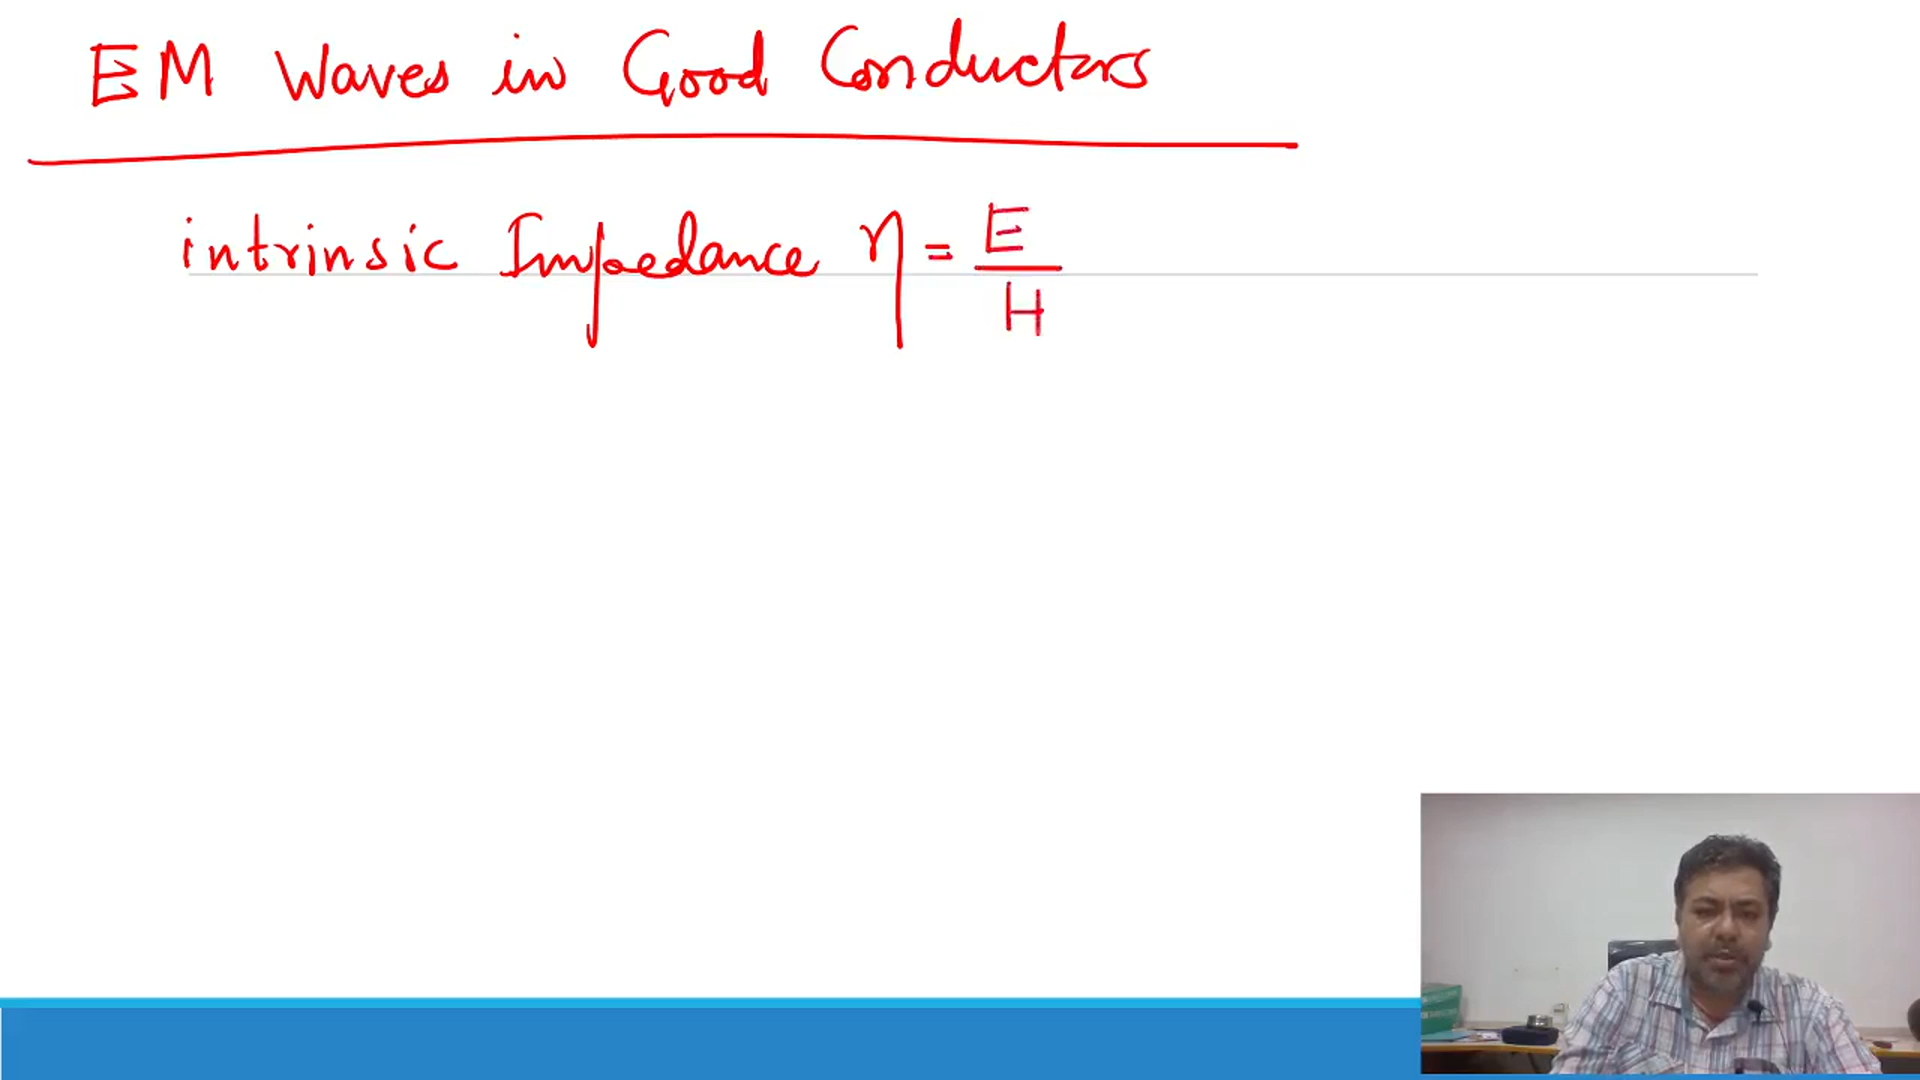 EM Waves in Good Conductors
intrinsic Impedance η = E / H